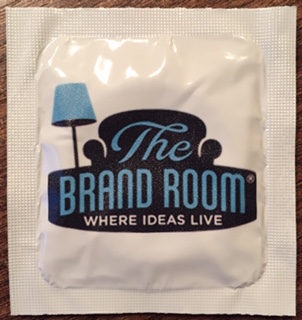 The
BRAND ROOM®
WHERE IDEAS LIVE